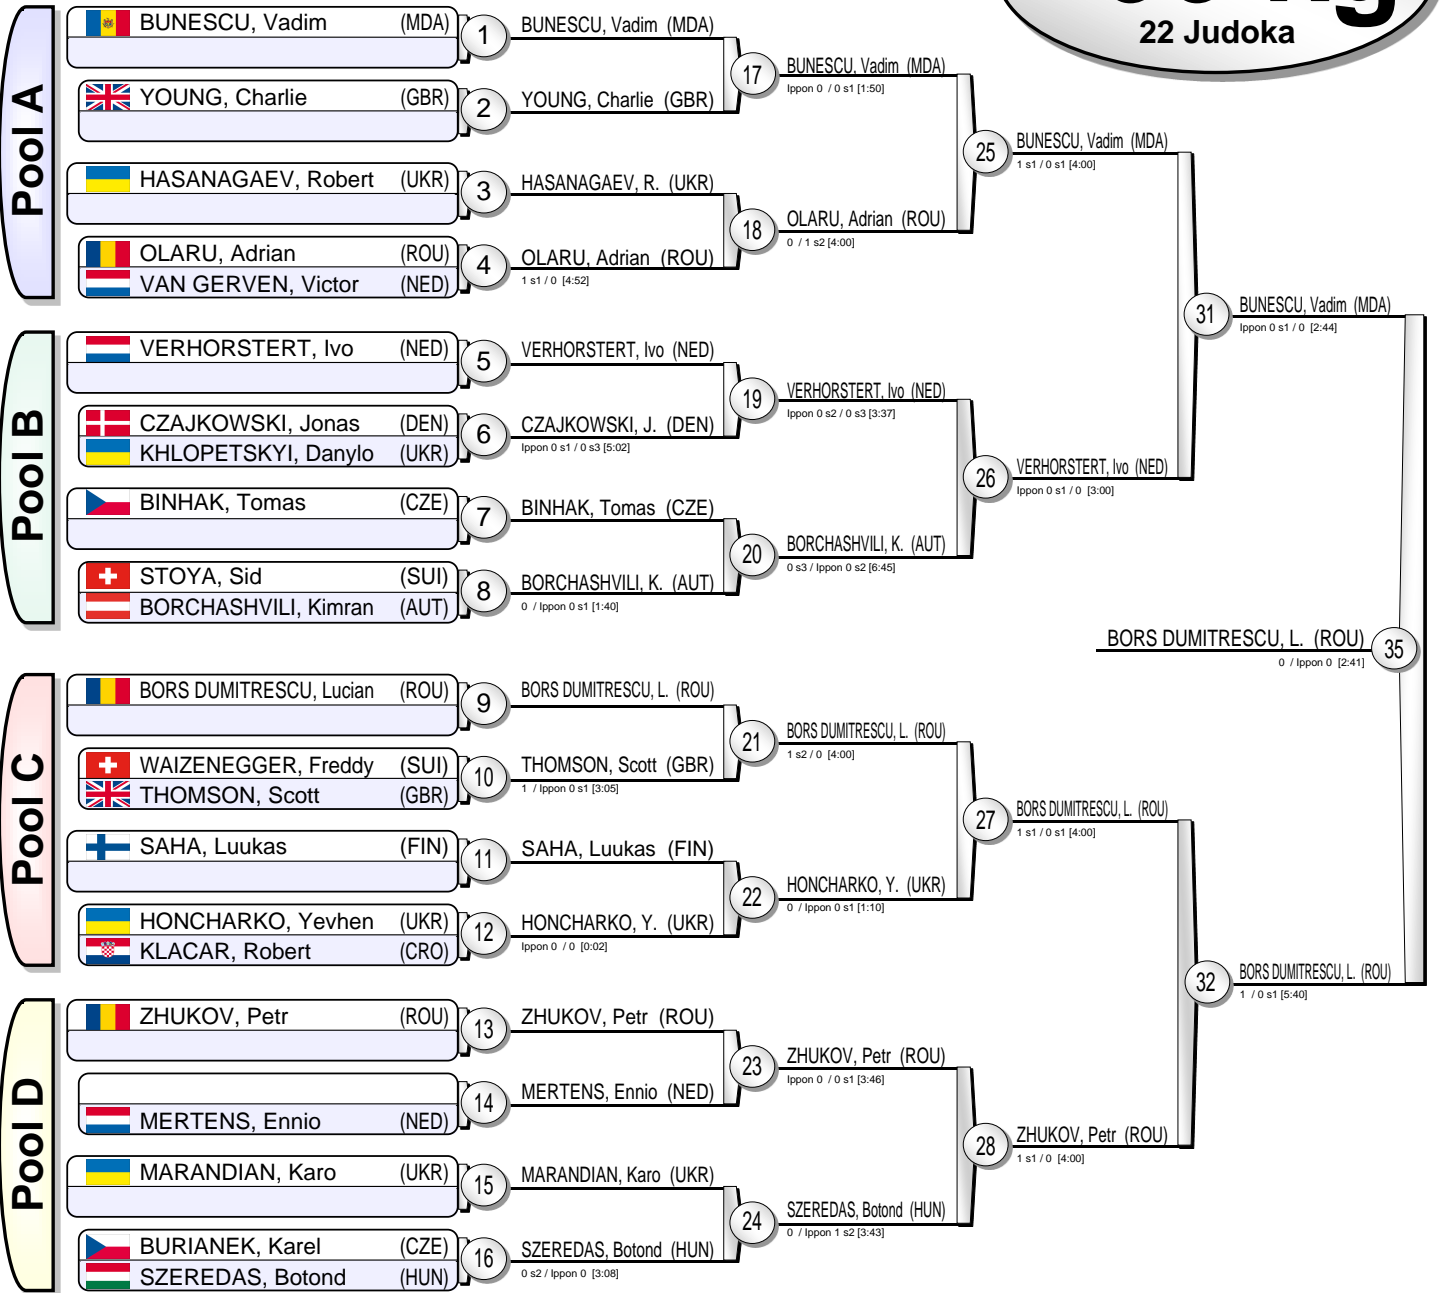 22 Judoka
Pool A
BUNESCU, Vadim (MDA)
YOUNG, Charlie (GBR)
HASANAGAEV, Robert (UKR)
OLARU, Adrian (ROU)
VAN GERVEN, Victor (NED)
Pool B
VERHORSTERT, Ivo (NED)
CZAJKOWSKI, Jonas (DEN)
KHLOPETSKYI, Danylo (UKR)
BINHAK, Tomas (CZE)
STOYA, Sid (SUI)
BORCHASHVILI, Kimran (AUT)
Pool C
BORS DUMITRESCU, Lucian (ROU)
WAIZENEGGER, Freddy (SUI)
THOMSON, Scott (GBR)
SAHA, Luukas (FIN)
HONCHARKO, Yevhen (UKR)
KLACAR, Robert (CRO)
Pool D
ZHUKOV, Petr (ROU)
MERTENS, Ennio (NED)
MARANDIAN, Karo (UKR)
BURIANEK, Karel (CZE)
SZEREDAS, Botond (HUN)
1 BUNESCU, Vadim (MDA)
2 YOUNG, Charlie (GBR)
3 HASANAGAEV, R. (UKR)
4 OLARU, Adrian (ROU)
1 s1 / 0 [4:52]
5 VERHORSTERT, Ivo (NED)
6 CZAJKOWSKI, J. (DEN)
Ippon 0 s1 / 0 s3 [5:02]
7 BINHAK, Tomas (CZE)
8 BORCHASHVILI, K. (AUT)
0 / Ippon 0 s1 [1:40]
9 BORS DUMITRESCU, L. (ROU)
10 THOMSON, Scott (GBR)
1 / Ippon 0 s1 [3:05]
11 SAHA, Luukas (FIN)
12 HONCHARKO, Y. (UKR)
Ippon 0 / 0 [0:02]
13 ZHUKOV, Petr (ROU)
14 MERTENS, Ennio (NED)
15 MARANDIAN, Karo (UKR)
16 SZEREDAS, Botond (HUN)
0 s2 / Ippon 0 [3:08]
17 BUNESCU, Vadim (MDA)
Ippon 0 / 0 s1 [1:50]
18 OLARU, Adrian (ROU)
0 / 1 s2 [4:00]
19 VERHORSTERT, Ivo (NED)
Ippon 0 s2 / 0 s3 [3:37]
20 BORCHASHVILI, K. (AUT)
0 s3 / Ippon 0 s2 [6:45]
21 BORS DUMITRESCU, L. (ROU)
1 s2 / 0 [4:00]
22 HONCHARKO, Y. (UKR)
0 / Ippon 0 s1 [1:10]
23 ZHUKOV, Petr (ROU)
Ippon 0 / 0 s1 [3:46]
24 SZEREDAS, Botond (HUN)
0 / Ippon 1 s2 [3:43]
25 BUNESCU, Vadim (MDA)
1 s1 / 0 s1 [4:00]
26 VERHORSTERT, Ivo (NED)
Ippon 0 s1 / 0 [3:00]
27 BORS DUMITRESCU, L. (ROU)
1 s1 / 0 s1 [4:00]
28 ZHUKOV, Petr (ROU)
1 s1 / 0 [4:00]
31 BUNESCU, Vadim (MDA)
Ippon 0 s1 / 0 [2:44]
32 BORS DUMITRESCU, L. (ROU)
1 / 0 s1 [5:40]
BORS DUMITRESCU, L. (ROU) 35
0 / Ippon 0 [2:41]